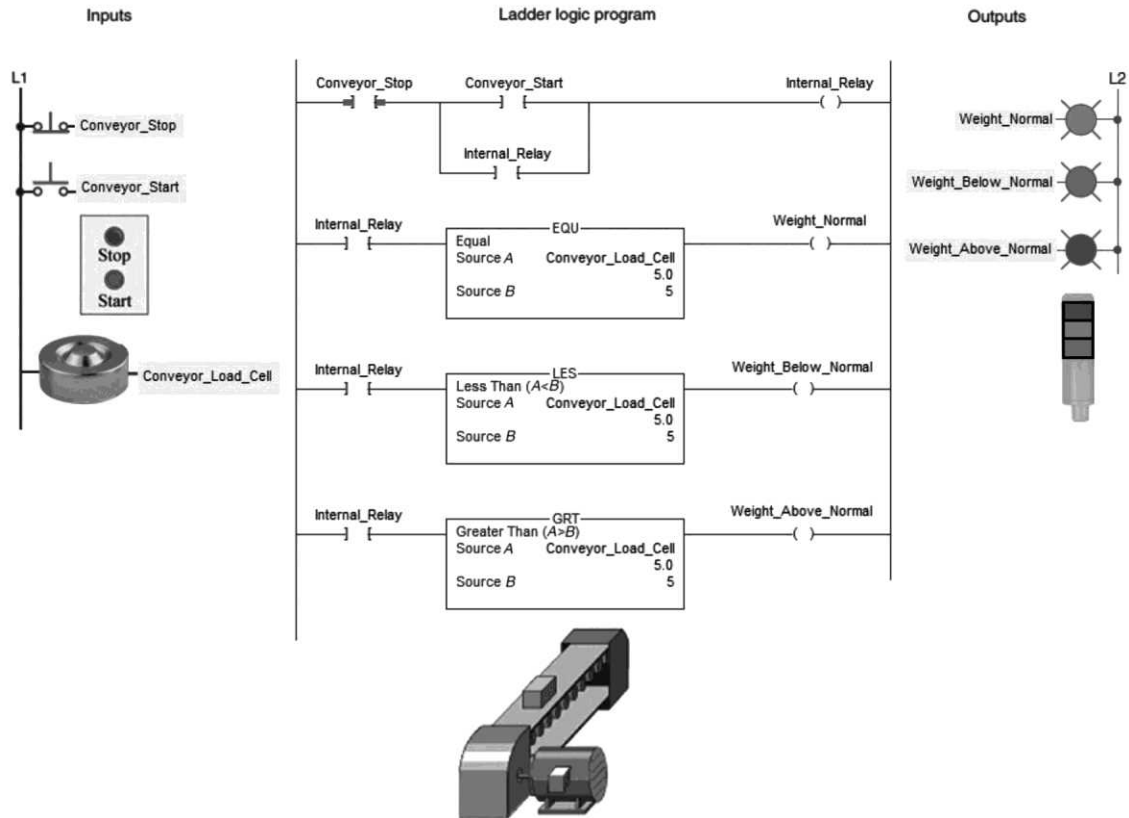 Inputs
Ladder logic program
Outputs
L1
Conveyor_Stop
Conveyor_Start
Stop
Start
Conveyor_Load_Cell
Conveyor_Stop
Conveyor_Start
Internal_Relay
Internal_Relay
Internal_Relay
EQU
Equal
Source A Conveyor_Load_Cell
5.0
Source B 5
Weight_Normal
Internal_Relay
LES
Less Than (A<B)
Source A Conveyor_Load_Cell
5.0
Source B 5
Weight_Below_Normal
Internal_Relay
GRT
Greater Than (A>B)
Source A Conveyor_Load_Cell
5.0
Source B 5
Weight_Above_Normal
L2
Weight_Normal
Weight_Below_Normal
Weight_Above_Normal